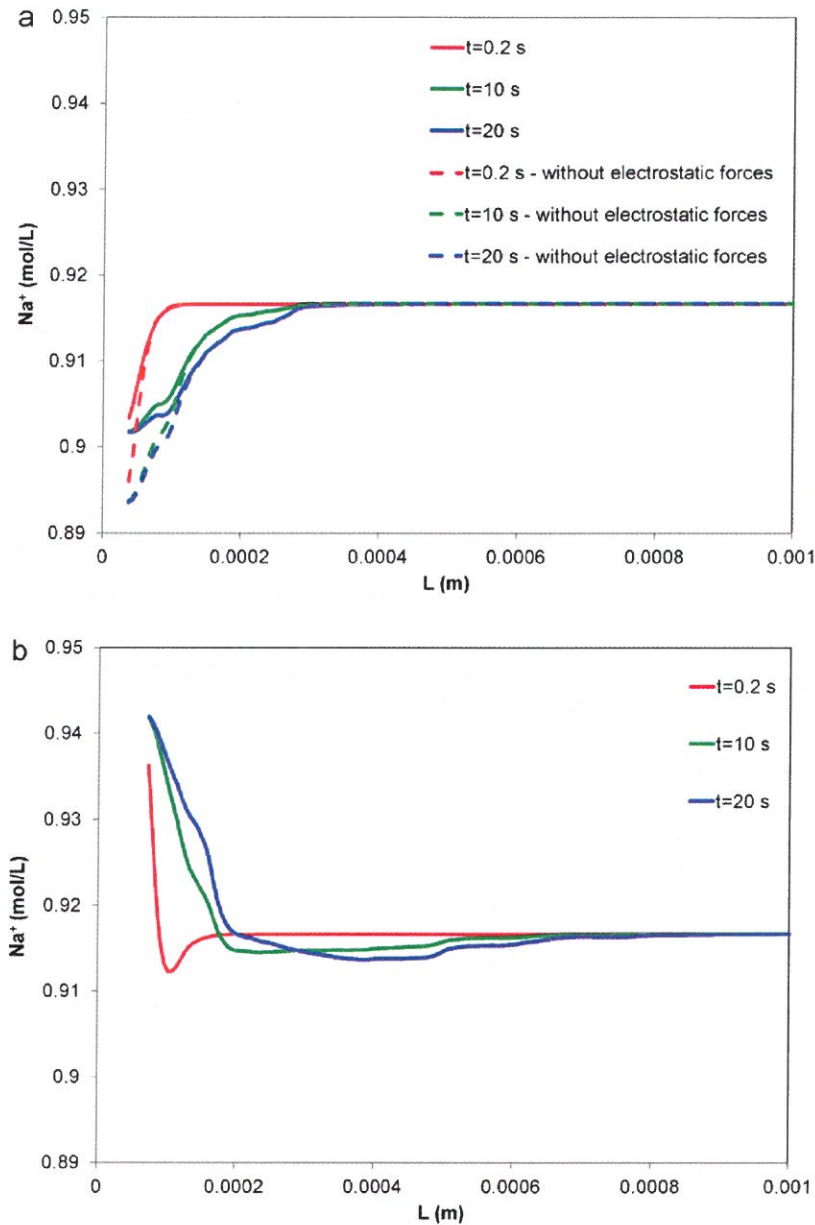 a
0.95
0.94
0.93
0.92
0.91
0.9
0.89
Na⁺ (mol/L)
t=0.2 s
t=10 s
t=20 s
t=0.2 s - without electrostatic forces
t=10 s - without electrostatic forces
t=20 s - without electrostatic forces
0 0.0002 0.0004 0.0006 0.0008 0.001
L (m)
b
0.95
0.94
0.93
0.92
0.91
0.9
0.89
Na⁺ (mol/L)
t=0.2 s
t=10 s
t=20 s
0 0.0002 0.0004 0.0006 0.0008 0.001
L (m)